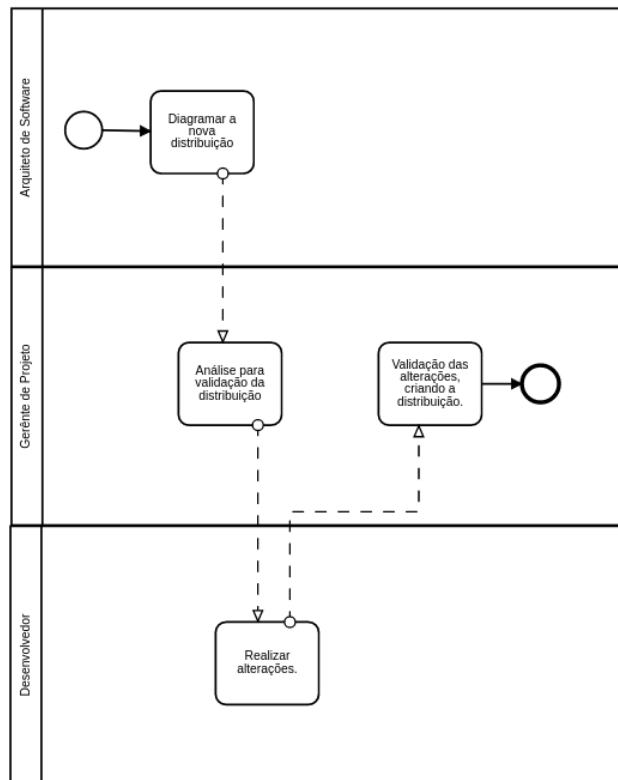 Arquiteto de Software
Diagramar a
nova
distribuição
Gerênte de Projeto
Análise para
validação da
distribuição
Validação das
alterações,
criando a
distribuição.
Desenvolvedor
Realizar
alterações.